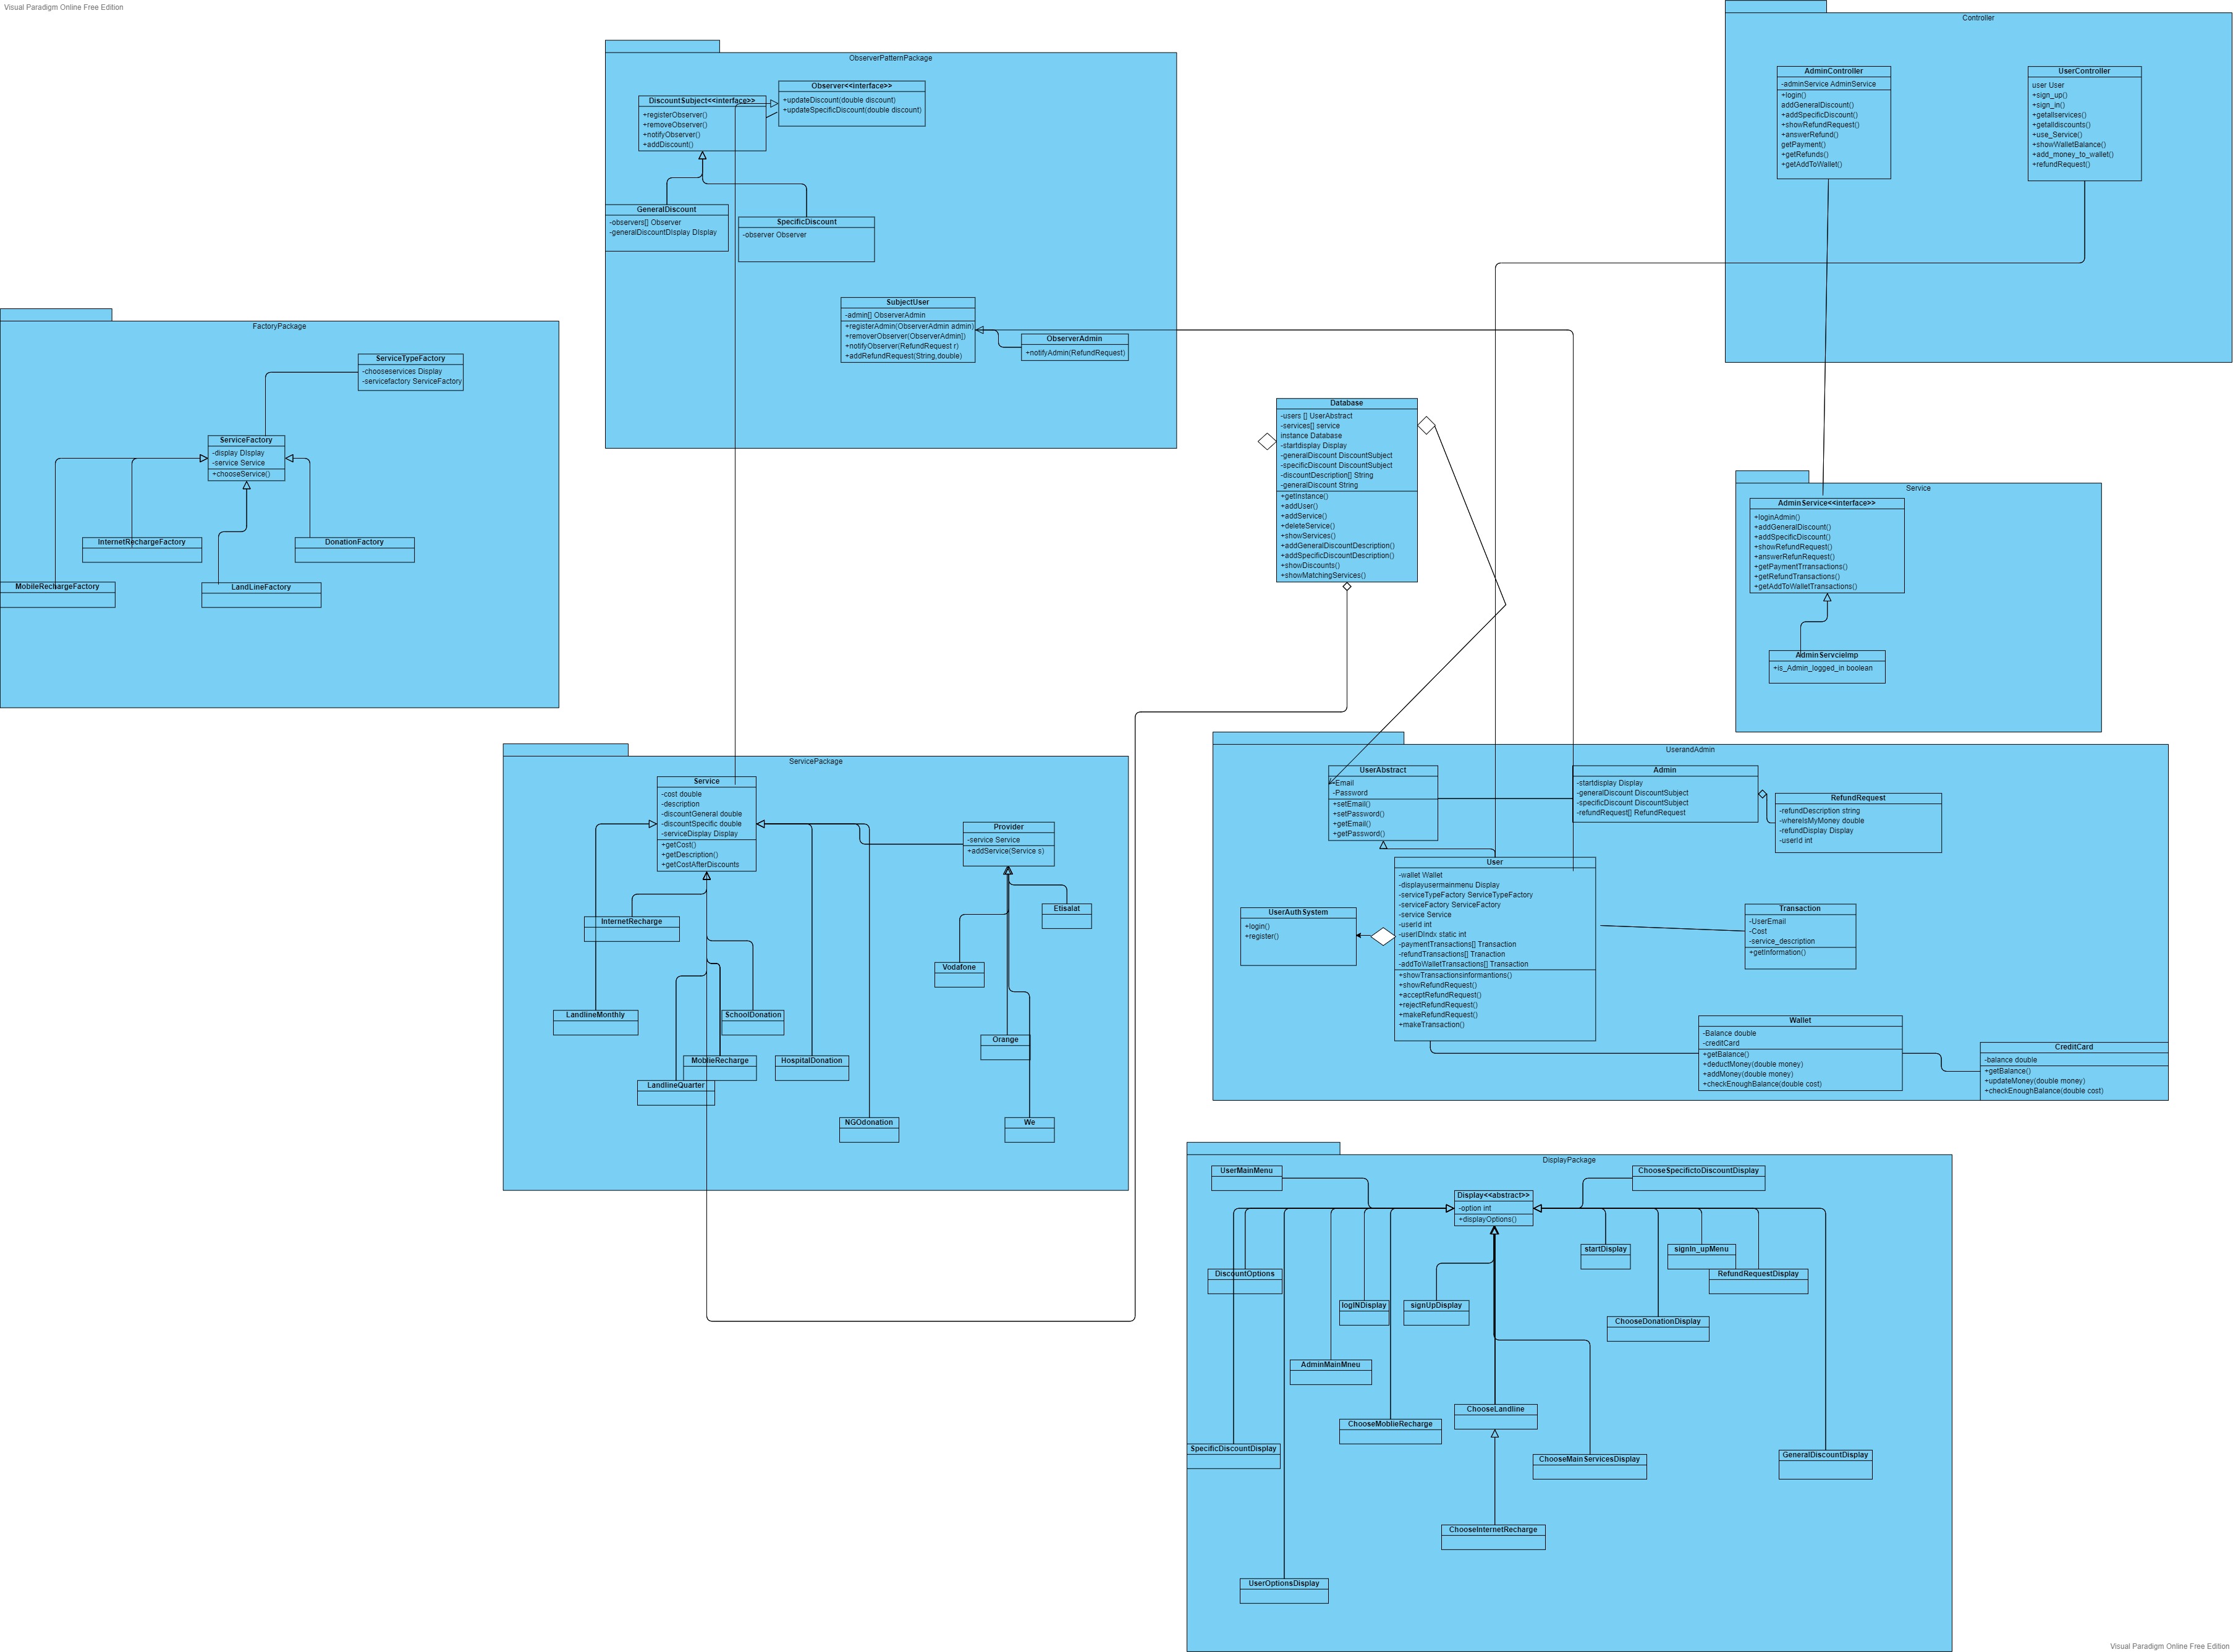 Visual Paradigm Online Free Edition
Controller
AdminController
-adminService AdminService
+login()
addGeneralDiscount()
+addSpecificDiscount()
+showRefundRequest()
+answerRefund()
getPayment()
+getRefunds()
+getAddToWallet()
UserController
user User
+sign_up()
+sign_in()
+getallservices()
+getalldiscounts()
+use_Service()
+showWalletBalance()
+add_money_to_wallet()
+refundRequest()
ObserverPatternPackage
DiscountSubject<<interface>>
+registerObserver()
+removeObserver()
+notifyObserver()
+addDiscount()
Observer<<interface>>
+updateDiscount(double discount)
+updateSpecificDiscount(double discount)
GeneralDiscount
-observers[] Observer
-generalDiscountDIsplay DIsplay
SpecificDiscount
-observer Observer
SubjectUser
-admin[] ObserverAdmin
+registerAdmin(ObserverAdmin admin)
+removerObserver(ObserverAdmin])
+notifyObserver(RefundRequest r)
+addRefundRequest(String,double)
ObserverAdmin
+notifyAdmin(RefundRequest)
FactoryPackage
ServiceTypeFactory
-chooseservices Display
-servicefactory ServiceFactory
ServiceFactory
-display DIsplay
-service Service
+chooseService()
InternetRechargeFactory
DonationFactory
MobileRechargeFactory
LandLineFactory
Database
-users [] UserAbstract
-services[] service
instance Database
-startdisplay Display
-generalDiscount DiscountSubject
-specificDiscount DiscountSubject
-discountDescription[] String
-generalDiscount String
+getInstance()
+addUser()
+addService()
+deleteService()
+showServices()
+addGeneralDiscountDescription()
+addSpecificDiscountDescription()
+showDiscounts()
+showMatchingServices()
Service
AdminService<<interface>>
+loginAdmin()
+addGeneralDiscount()
+addSpecificDiscount()
+showRefundRequest()
+answerRefunRequest()
+getPaymentTrransactions()
+getRefundTransactions()
+getAddToWalletTransactions()
AdminServcieImp
+is_Admin_logged_in boolean
ServicePackage
Service
-cost double
-description
-discountGeneral double
-discountSpecific double
-serviceDisplay Display
+getCost()
+getDescription()
+getCostAfterDiscounts
Provider
-service Service
+addService(Service s)
InternetRecharge
Etisalat
Vodafone
LandlineMonthly
SchoolDonation
Orange
MoblieRecharge
HospitalDonation
LandlineQuarter
NGOdonation
We
UserandAdmin
UserAbstract
-Email
-Password
+setEmail()
+setPassword()
+getEmail()
+getPassword()
Admin
-startdisplay Display
-generalDiscount DiscountSubject
-specificDiscount DiscountSubject
-refundRequest[] RefundRequest
RefundRequest
-refundDescription string
-whereIsMyMoney double
-refundDisplay Display
-userId int
User
-wallet Wallet
-displayusermainmenu Display
-serviceTypeFactory ServiceTypeFactory
-serviceFactory ServiceFactory
-service Service
-userId int
-userIDIndx static int
-paymentTransactions[] Transaction
-refundTransactions[] Tranaction
-addToWalletTransactions[] Transaction
+showTransactionsinformantions()
+showRefundRequest()
+acceptRefundRequest()
+rejectRefundRequest()
+makeRefundRequest()
+makeTransaction()
UserAuthSystem
+login()
+register()
Transaction
-UserEmail
-Cost
-service_description
+getInformation()
Wallet
-Balance double
-creditCard
+getBalance()
+deductMoney(double money)
+addMoney(double money)
+checkEnoughBalance(double cost)
CreditCard
-balance double
+getBalance()
+updateMoney(double money)
+checkEnoughBalance(double cost)
DisplayPackage
UserMainMenu
ChooseSpecifictoDiscountDisplay
Display<<abstract>>
-option int
+displayOptions()
startDisplay
signIn_upMenu
DiscountOptions
RefundRequestDisplay
logINDisplay
signUpDisplay
ChooseDonationDisplay
AdminMainMneu
ChooseLandline
ChooseMoblieRecharge
SpecificDiscountDisplay
ChooseMainServicesDisplay
GeneralDiscountDisplay
ChooseInternetRecharge
UserOptionsDisplay
Visual Paradigm Online Free Edition